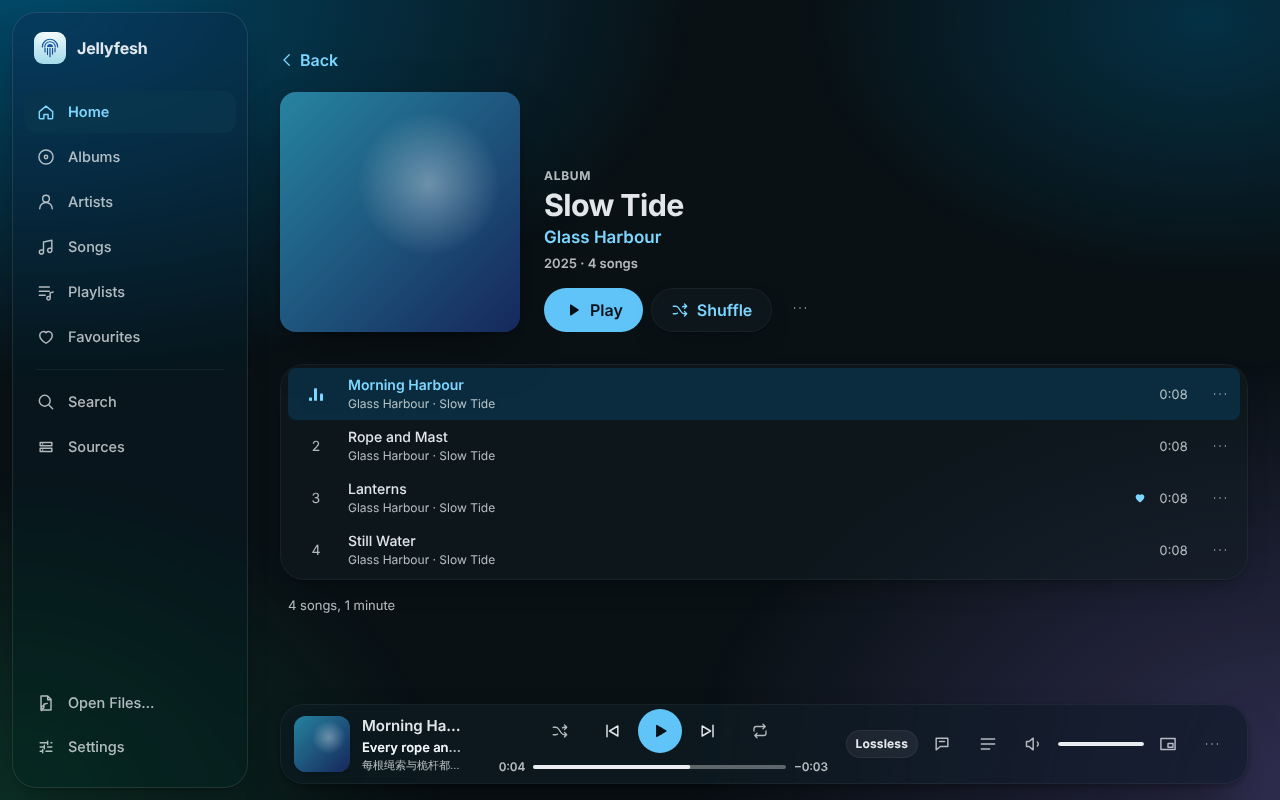 Jellyfesh
Home
Albums
Artists
Songs
Playlists
Favourites
Search
Sources
Open Files...
Settings
Back
ALBUM
Slow Tide
Glass Harbour
2025 · 4 songs
Play
Shuffle
Morning Harbour
Glass Harbour · Slow Tide
0:08
2
Rope and Mast
Glass Harbour · Slow Tide
0:08
3
Lanterns
Glass Harbour · Slow Tide
0:08
4
Still Water
Glass Harbour · Slow Tide
0:08
4 songs, 1 minute
Morning Ha...
Every rope an...
每根绳索与桅杆都...
0:04
−0:03
Lossless